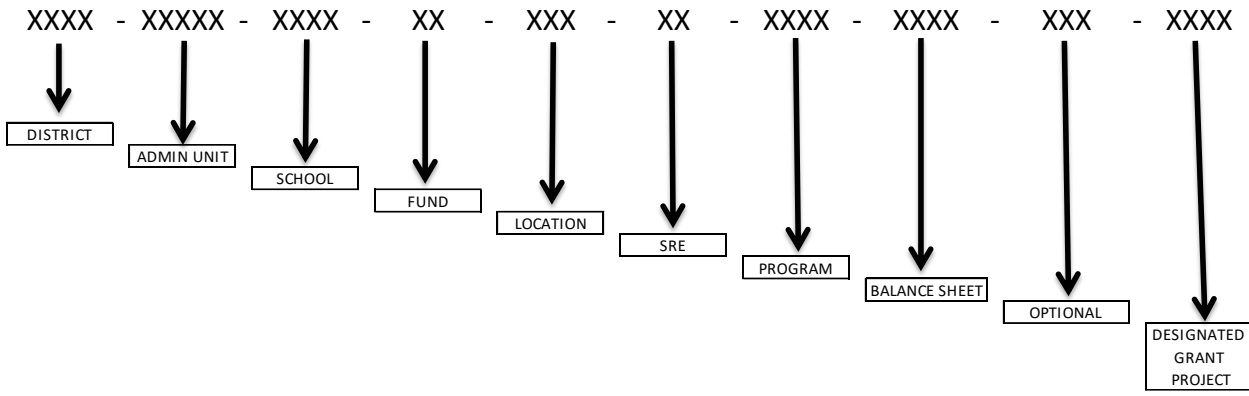 XXXX - XXXXX - XXXX - XX - XXX - XX - XXXX - XXXX - XXX - XXXX
DISTRICT
ADMIN UNIT
SCHOOL
FUND
LOCATION
SRE
PROGRAM
BALANCE SHEET
OPTIONAL
DESIGNATED
GRANT
PROJECT